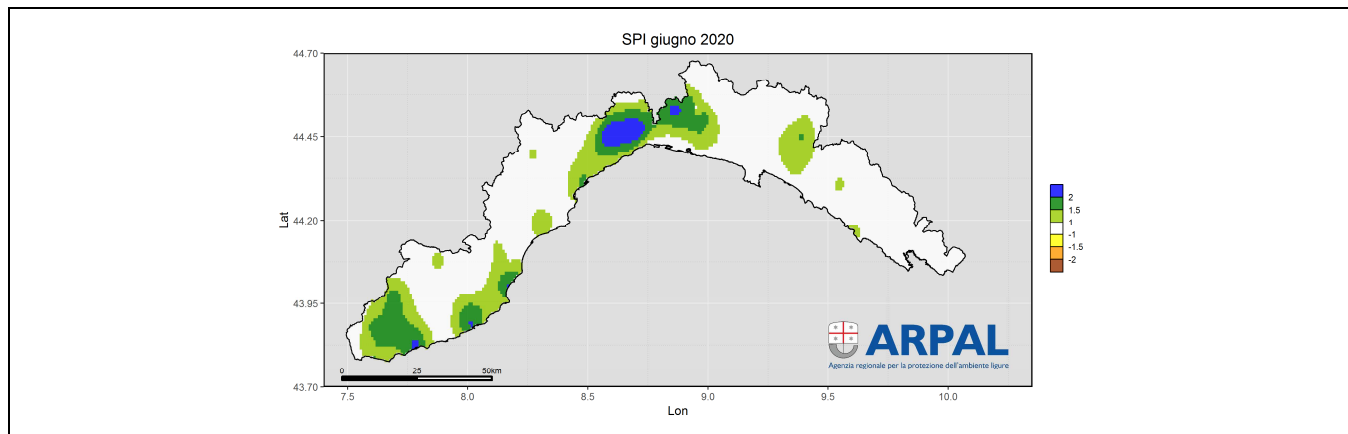 SPI giugno 2020
44.70
44.45
44.20
43.95
43.70
Lat
2
1.5
1
-1
-1.5
-2
ARPAL
Agenzia regionale per la protezione dell'ambiente ligure
0 25 50km
7.5 8.0 8.5 9.0 9.5 10.0
Lon